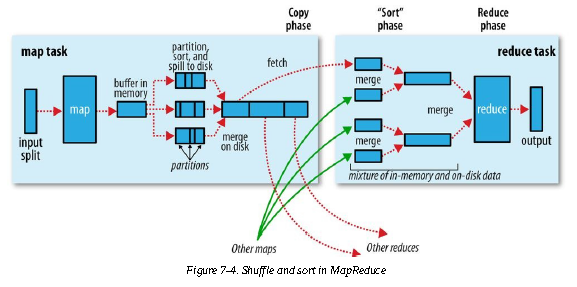 Copy
phase
"Sort"
phase
Reduce
phase
map task
partition,
sort, and
spill to disk
fetch
reduce task
buffer in
memory
map
merge
merge
reduce
input
split
merge
on disk
partitions
merge
output
mixture of in-memory and on-disk data
Other maps
Other reduces
Figure 7-4. Shuffle and sort in MapReduce